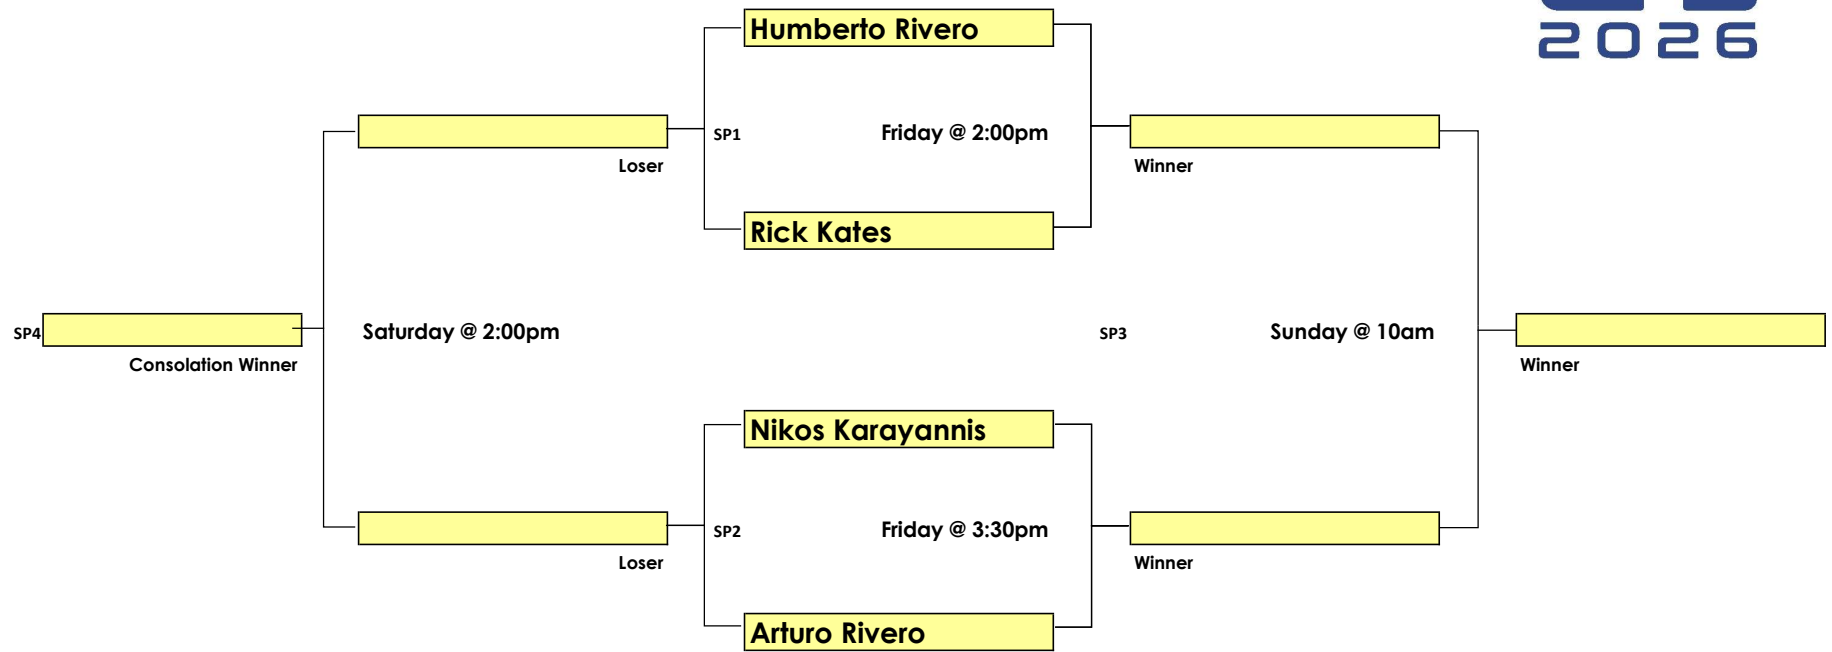 2026
Humberto Rivero
SP1
Friday @ 2:00pm
Loser
Winner
Rick Kates
SP4
Saturday @ 2:00pm
SP3
Sunday @ 10am
Consolation Winner
Winner
Nikos Karayannis
SP2
Friday @ 3:30pm
Loser
Winner
Arturo Rivero